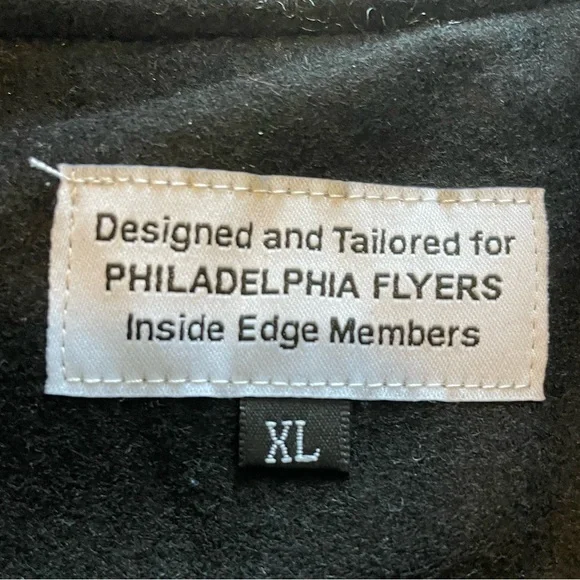 Designed and Tailored for
PHILADELPHIA FLYERS
Inside Edge Members
XL